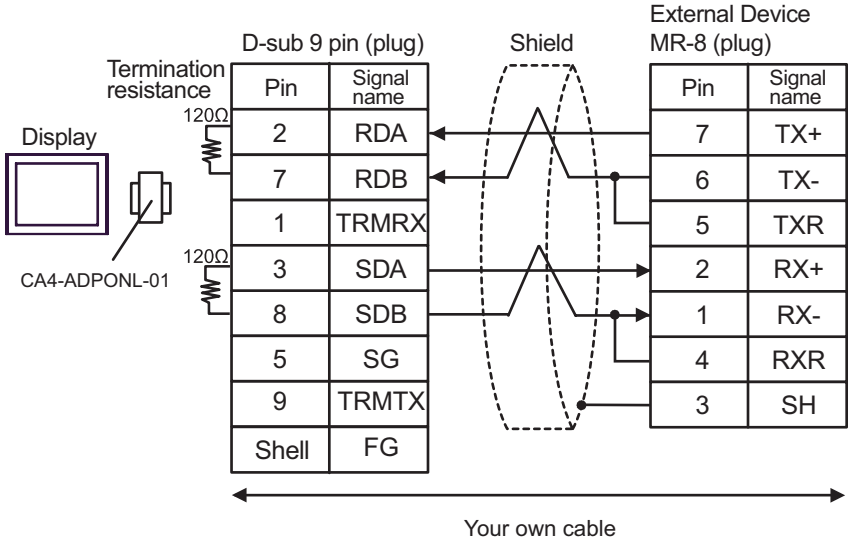 External Device
D-sub 9 pin (plug)
Shield
MR-8 (plug)
Termination
resistance
Pin
Signal
name
Pin
Signal
name
120Ω
2 RDA
7 TX+
Display
7 RDB
6 TX-
1 TRMRX
5 TXR
120Ω
3 SDA
2 RX+
CA4-ADPONL-01
8 SDB
1 RX-
5 SG
4 RXR
9 TRMTX
3 SH
Shell FG
Your own cable